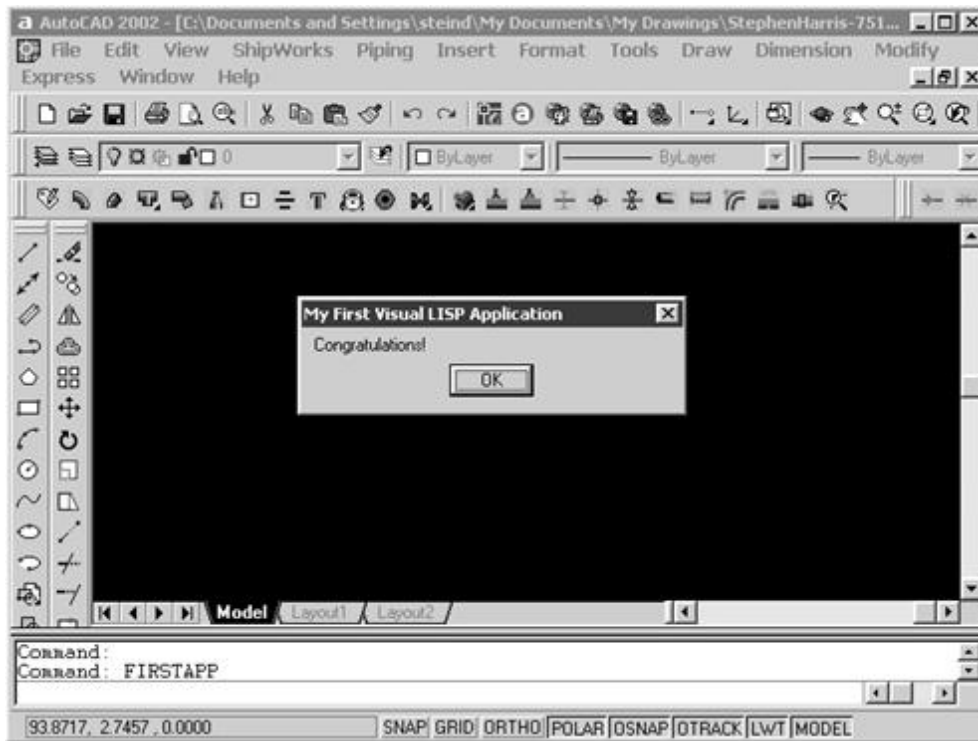 AutoCAD 2002 - [C:\Documents and Settings\steind\My Documents\My Drawings\StephenHarris-751...
File Edit View ShipWorks Piping Insert Format Tools Draw Dimension Modify
Express Window Help
0 ByLayer ByLayer ByLayer
My First Visual LISP Application
Congratulations!
OK
Model Layout1 Layout2
Command:
Command: FIRSTAPP
93.8717, 2.7457 , 0.0000 SNAP GRID ORTHO POLAR OSNAP OTRACK LWT MODEL